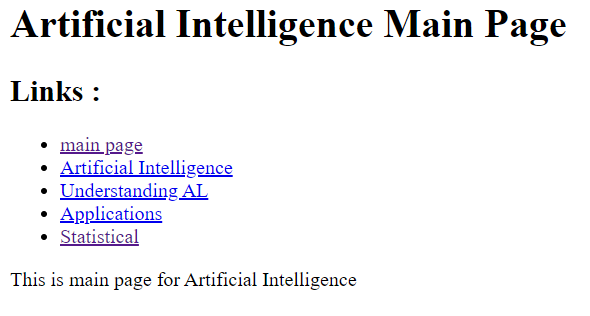 Artificial Intelligence Main Page
Links :
main page
Artificial Intelligence
Understanding AL
Applications
Statistical
This is main page for Artificial Intelligence